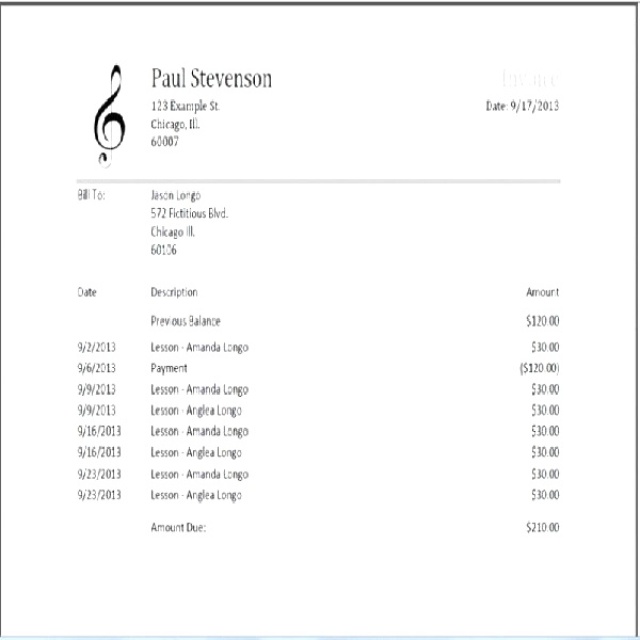 Paul Stevenson
Invoice
123 Example St.
Date: 9/17/2013
Chicago, Ill.
60007
Bill To:
Jason Longo
572 Fictitious Blvd.
Chicago Ill.
60106
Date Description Amount
Previous Balance $120.00
9/2/2013 Lesson - Amanda Longo $30.00
9/6/2013 Payment ($120.00)
9/9/2013 Lesson - Amanda Longo $30.00
9/9/2013 Lesson - Anglea Longo $30.00
9/16/2013 Lesson - Amanda Longo $30.00
9/16/2013 Lesson - Anglea Longo $30.00
9/23/2013 Lesson - Amanda Longo $30.00
9/23/2013 Lesson - Anglea Longo $30.00
Amount Due: $210.00